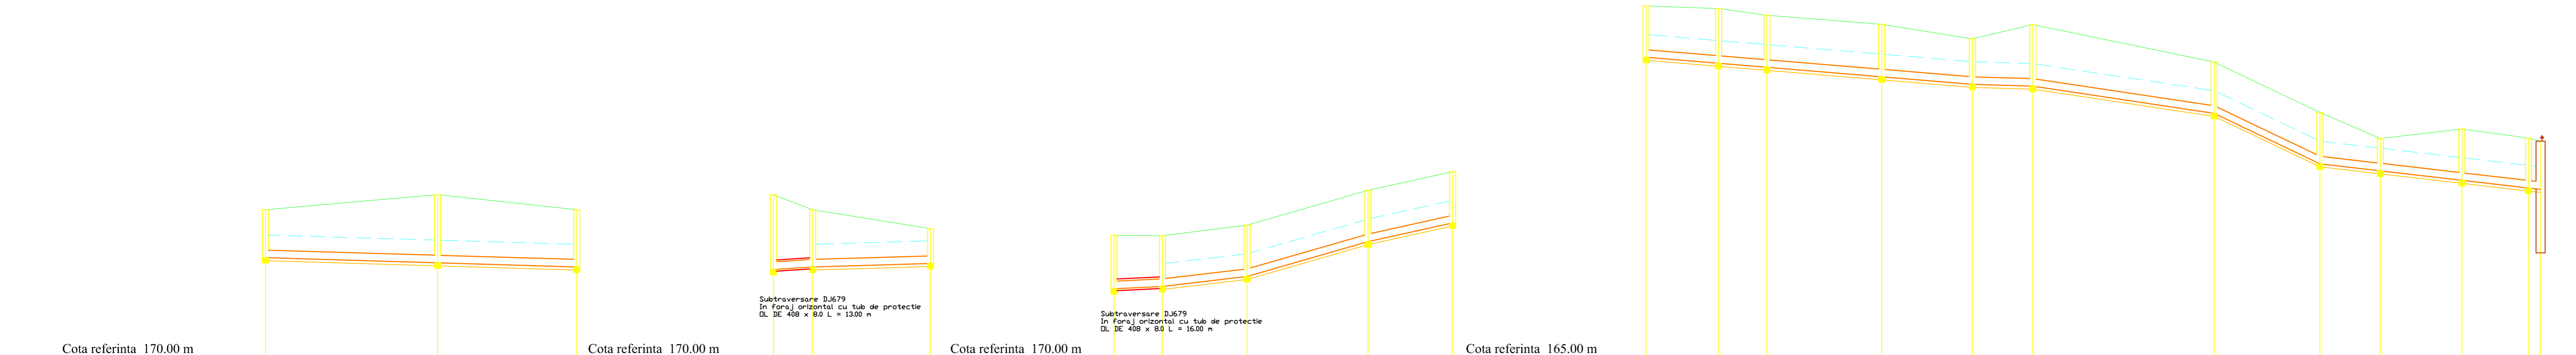 Subtraversare DJ679
In foraj orizontal cu tub de protectie
OL DE 408 x 8.0 L = 13.00 m
Subtraversare DJ679
In foraj orizontal cu tub de protectie
OL DE 408 x 8.0 L = 16.00 m
Cota referinta 170.00 m
Cota referinta 170.00 m
Cota referinta 170.00 m
Cota referinta 165.00 m